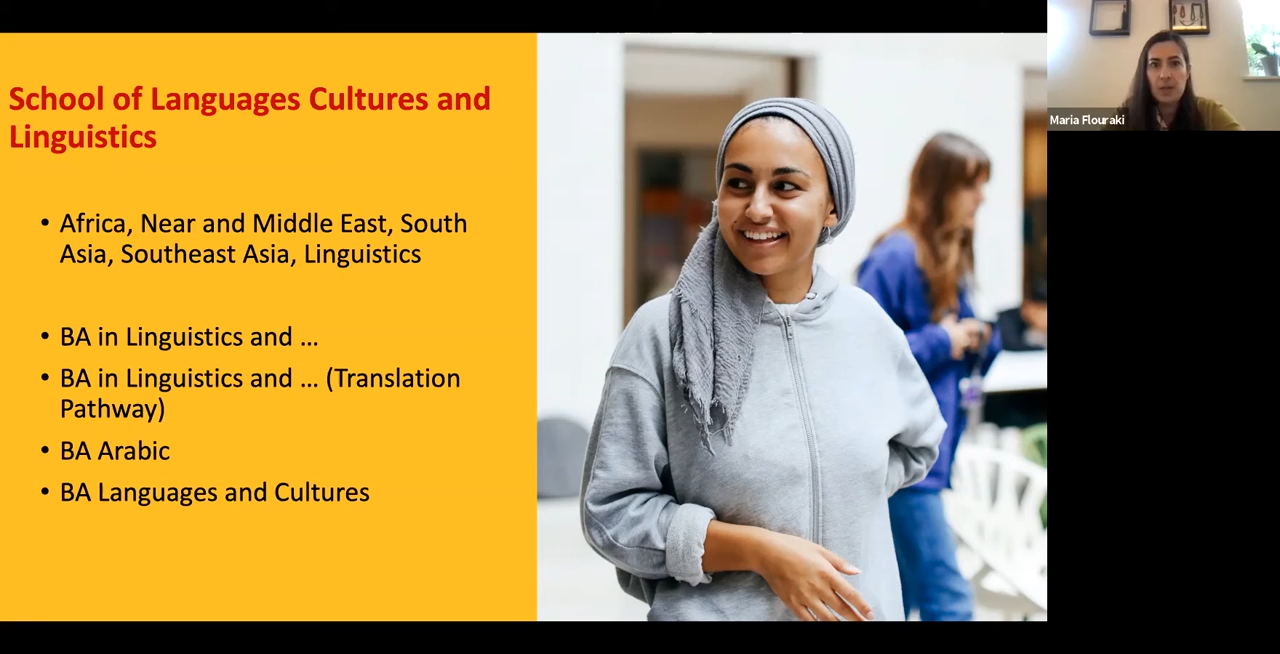 School of Languages Cultures and
Linguistics
• Africa, Near and Middle East, South
Asia, Southeast Asia, Linguistics
• BA in Linguistics and ...
• BA in Linguistics and ... (Translation
Pathway)
• BA Arabic
• BA Languages and Cultures
Maria Flouraki